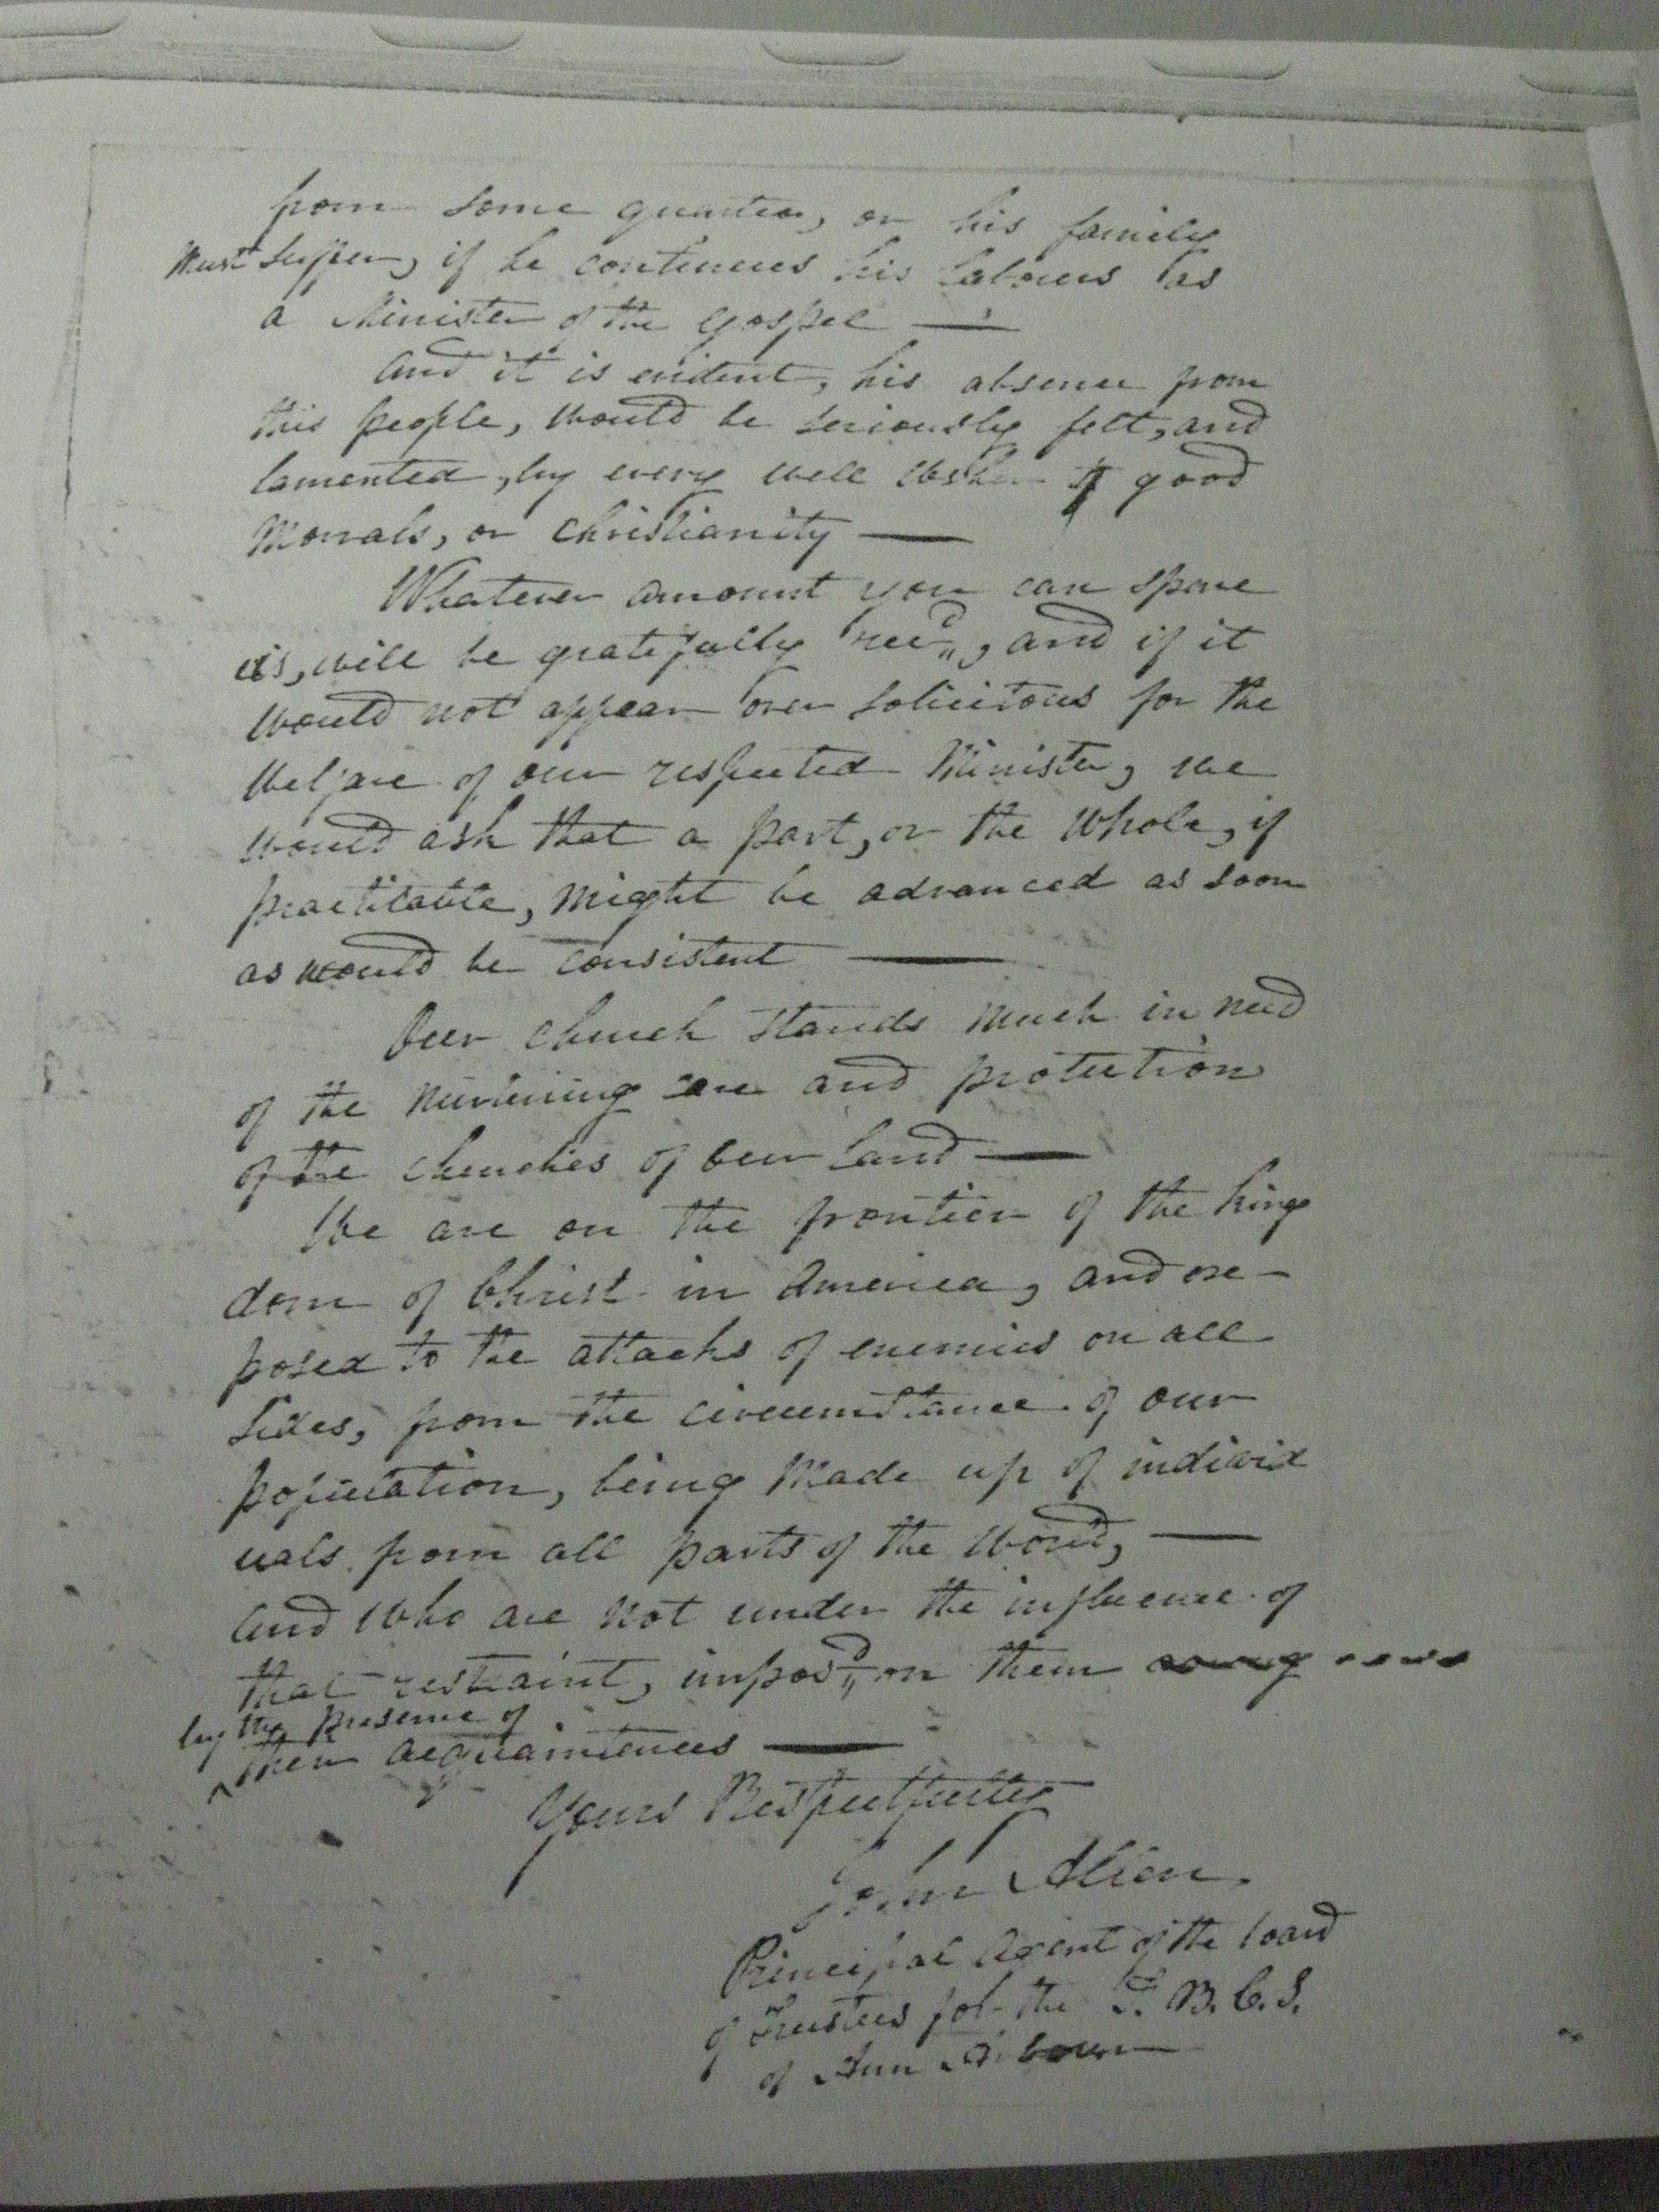 from some quarter, or his family
must suffer, if he continues his labours as
a Minister of the Gospel —
And it is evident, his absence from
this people, would be seriously felt, and
lamented, by every well wisher of good
Morrals, or Christianity —
Whatever amount you can spare
us, will be gratefully rec'd, and if it
would not appear over solicitous for the
welfare of our respected Minister, we
would ask that a part, or the whole, if
practicable, might be advanced as soon
as would be consistent —
Our church stands much in need
of the nurturing care and protection
of the churches of our land —
We are on the frontier of the king
dom of Christ in America, and ex-
posed to the attacks of enemies on all
sides, from the circumstance of our
population, being made up of individ
uals from all parts of the World, —
and who are not under the influence of
that restraint, impos'd on them
by the presence of
their acquaintences —
Yours Respectfully
John Allen.
Principal Agent of the board
of Trustees for the B. C. S.
of Ann Arbour